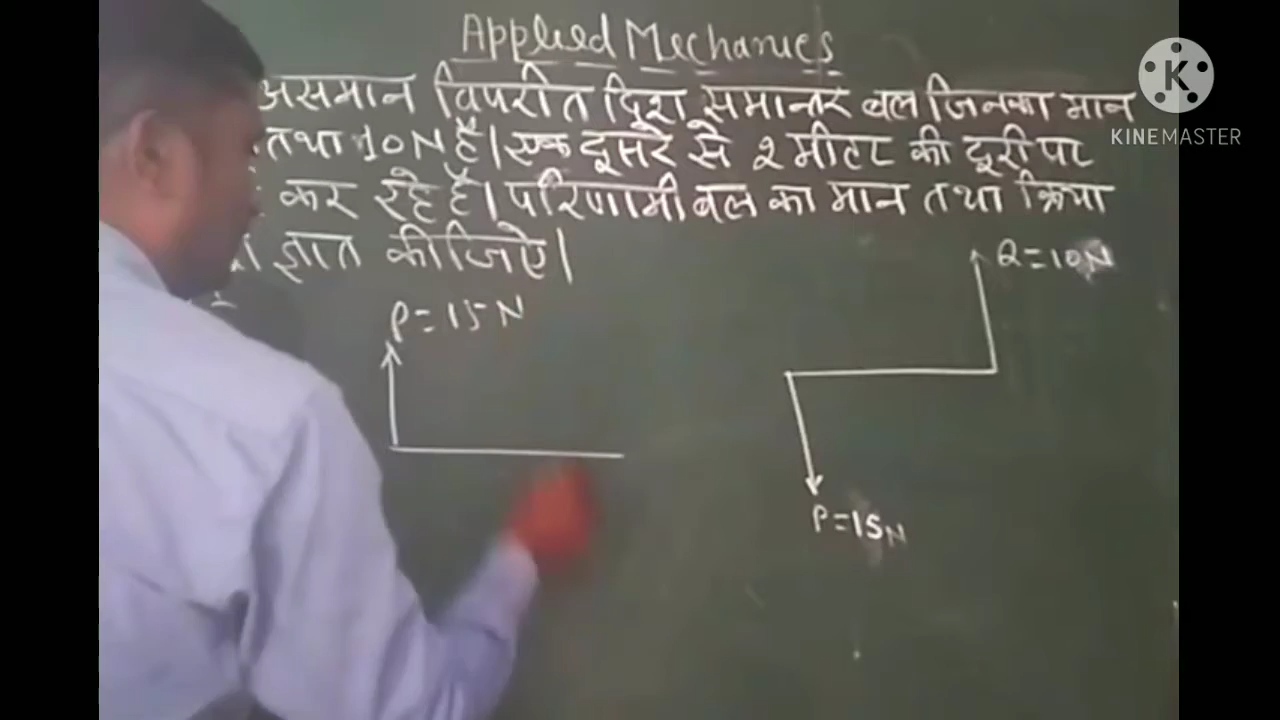 Applied Mechanics
असमान विपरीत दिशा समान्तर बल जिनका मान
तथा 10N है। एक दूसरे से 2 मीटर की दूरी पर
कर रहे है। परिणामी बल का मान तथा क्रिया
ज्ञात कीजिऐ।
Q=10N
P=15N
P=15N
K
KINEMASTER